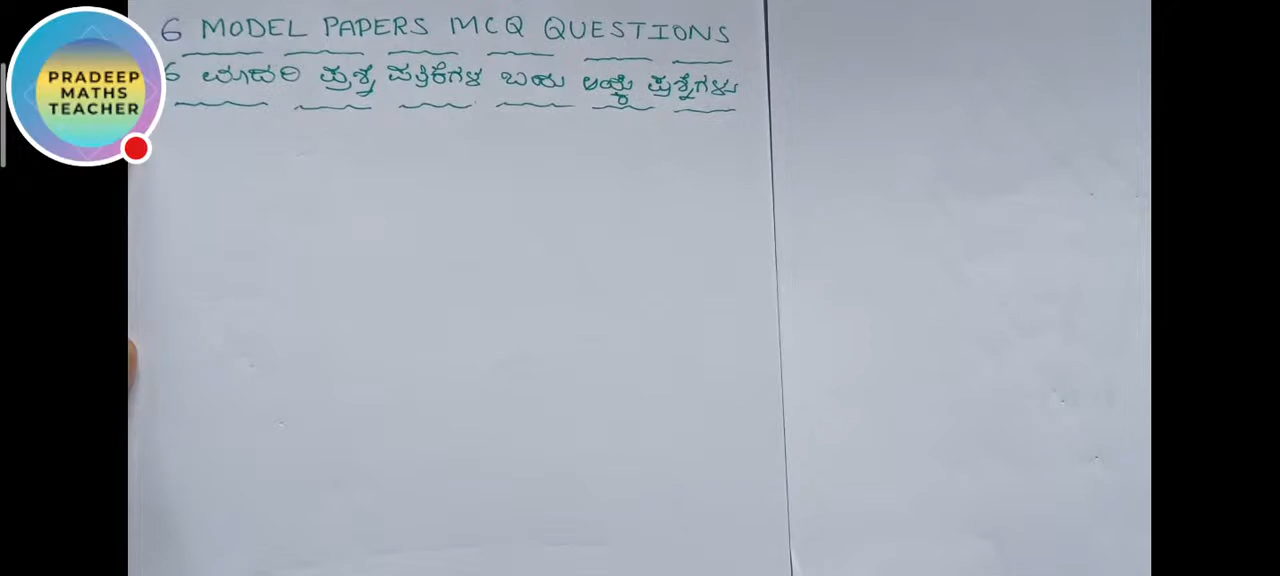 PRADEEP
MATHS
TEACHER
6 MODEL PAPERS MCQ QUESTIONS
6 ಮಾದರಿ ಪ್ರಶ್ನ ಪತ್ರಿಕೆಗಳ ಬಹು ಆಯ್ಕೆ ಪ್ರಶ್ನೆಗಳು